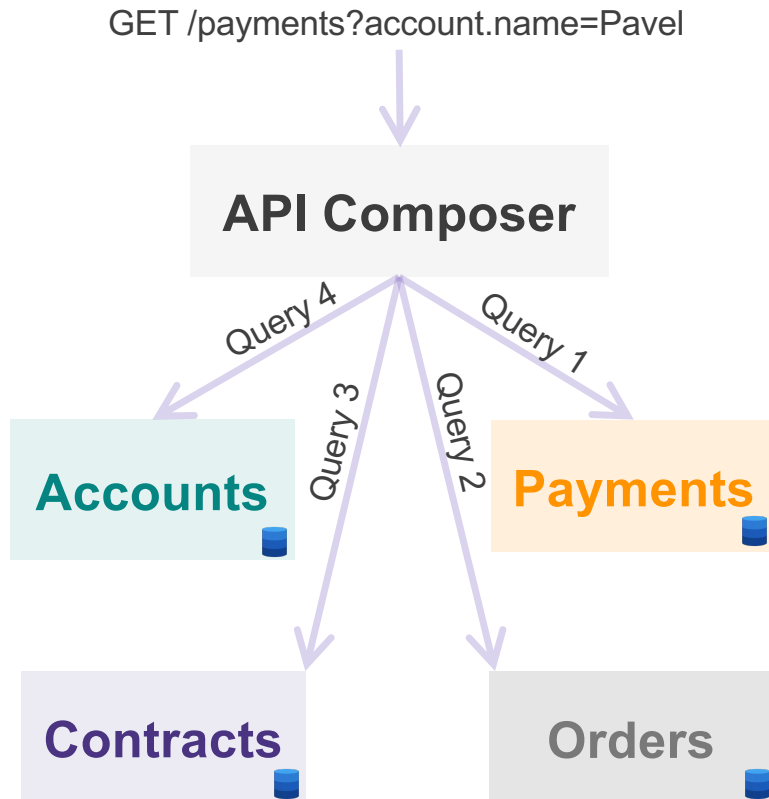 GET /payments?account.name=Pavel
API Composer
Query 4
Query 1
Query 3
Query 2
Accounts
Payments
Contracts
Orders